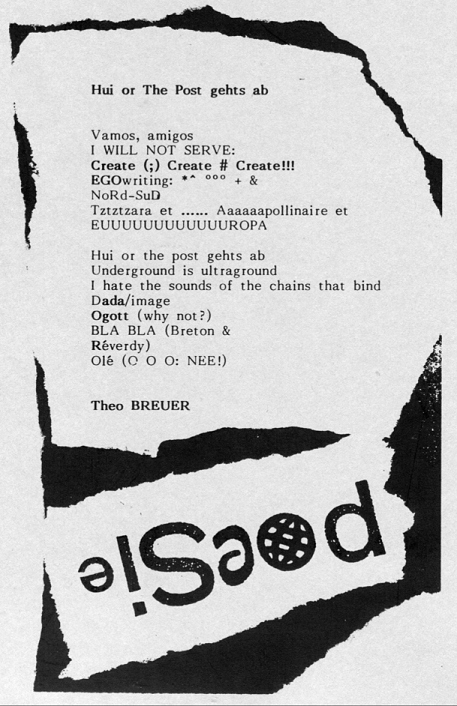 Hui or The Post gehts ab
Vamos, amigos
I WILL NOT SERVE:
Create (;) Create # Create!!!
EGOwriting: *^ °°° + &
NoRd-SuD
Tztztzara et ...... Aaaaaapollinaire et
EUUUUUUUUUUUUUROPA
Hui or the post gehts ab
Underground is ultraground
I hate the sounds of the chains that bind
Dada/image
Ogott (why not?)
BLA BLA (Breton &
Réverdy)
Olé (O O O: NEE!)
Theo BREUER
poeSie